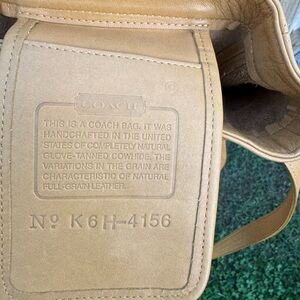 COACH
THIS IS A COACH BAG. IT WAS
HANDCRAFTED IN THE UNITED
STATES OF COMPLETELY NATURAL
GLOVE-TANNED COWHIDE. THE
VARIATIONS IN THE GRAIN ARE
CHARACTERISTIC OF NATURAL
FULL-GRAIN LEATHER.
Nº K6H-4156